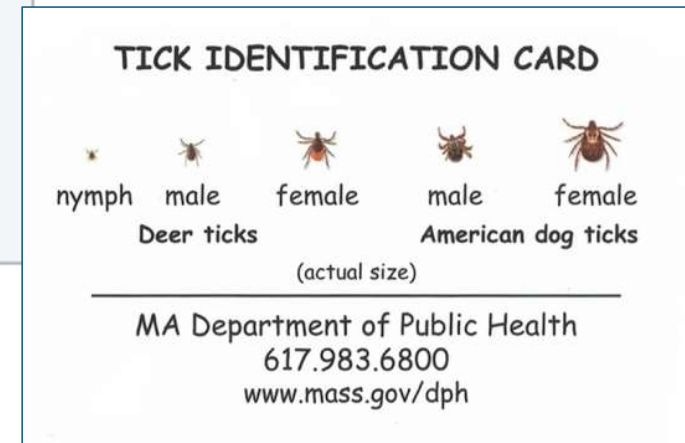 TICK IDENTIFICATION CARD
nymph male female male female
Deer ticks American dog ticks
(actual size)
MA Department of Public Health
617.983.6800
www.mass.gov/dph